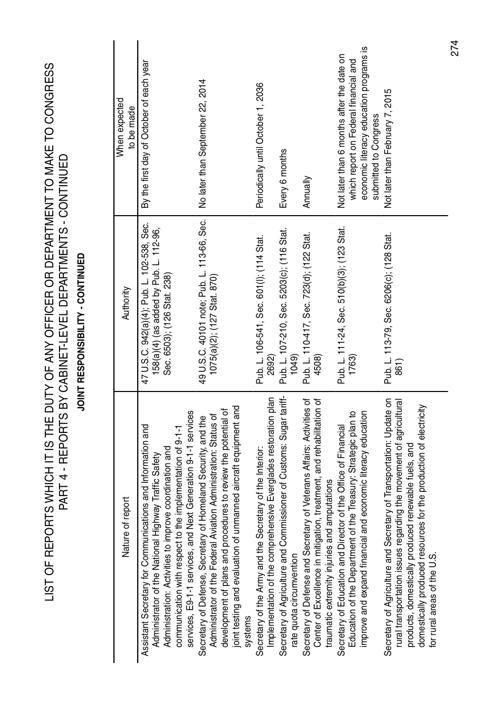 LIST OF REPORTS WHICH IT IS THE DUTY OF ANY OFFICER OR DEPARTMENT TO MAKE TO CONGRESS
PART 4 - REPORTS BY CABINET-LEVEL DEPARTMENTS - CONTINUED
JOINT RESPONSIBILITY - CONTINUED
Nature of report
Authority
When expected
to be made
Assistant Secretary for Communications and Information and
Administrator of the National Highway Traffic Safety
Administration: Activities to improve coordination and
communication with respect to the implementation of 9-1-1
services, E9-1-1 services, and Next Generation 9-1-1 services
47 U.S.C. 942(a)(4); Pub. L. 102-538, Sec.
158(a)(4) (as added by Pub. L. 112-96,
Sec. 6503); (126 Stat. 238)
By the first day of October of each year
Secretary of Defense, Secretary of Homeland Security, and the
Administrator of the Federal Aviation Administration: Status of
development of plans and procedures to review the potential of
joint testing and evaluation of unmanned aircraft equipment and
systems
49 U.S.C. 40101 note; Pub. L. 113-66, Sec.
1075(a)(2); (127 Stat. 870)
No later than September 22, 2014
Secretary of the Army and the Secretary of the Interior:
Implementation of the comprehensive Everglades restoration plan
Pub. L. 106-541, Sec. 601(l); (114 Stat.
2692)
Periodically until October 1, 2036
Secretary of Agriculture and Commissioner of Customs: Sugar tariff-
rate quota circumvention
Pub. L. 107-210, Sec. 5203(c); (116 Stat.
1049)
Every 6 months
Secretary of Defense and Secretary of Veterans Affairs: Activities of
Center of Excellence in mitigation, treatment, and rehabilitation of
traumatic extremity injuries and amputations
Pub. L. 110-417, Sec. 723(d); (122 Stat.
4508)
Annually
Secretary of Education and Director of the Office of Financial
Education of the Department of the Treasury: Strategic plan to
improve and expand financial and economic literacy education
Pub. L. 111-24, Sec. 510(b)(3); (123 Stat.
1763)
Not later than 6 months after the date on
which report on Federal financial and
economic literacy education programs is
submitted to Congress
Secretary of Agriculture and Secretary of Transportation: Update on
rural transportation issues regarding the movement of agricultural
products, domestically produced renewable fuels, and
domestically produced resources for the production of electricity
for rural areas of the U.S.
Pub. L. 113-79, Sec. 6206(c); (128 Stat.
861)
Not later than February 7, 2015
274